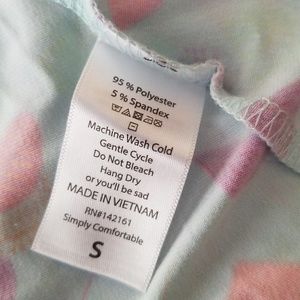 95 % Polyester
5 % Spandex
Machine Wash Cold
Gentle Cycle
Do Not Bleach
Hang Dry
or you'll be sad
MADE IN VIETNAM
RN#142161
Simply Comfortable
S